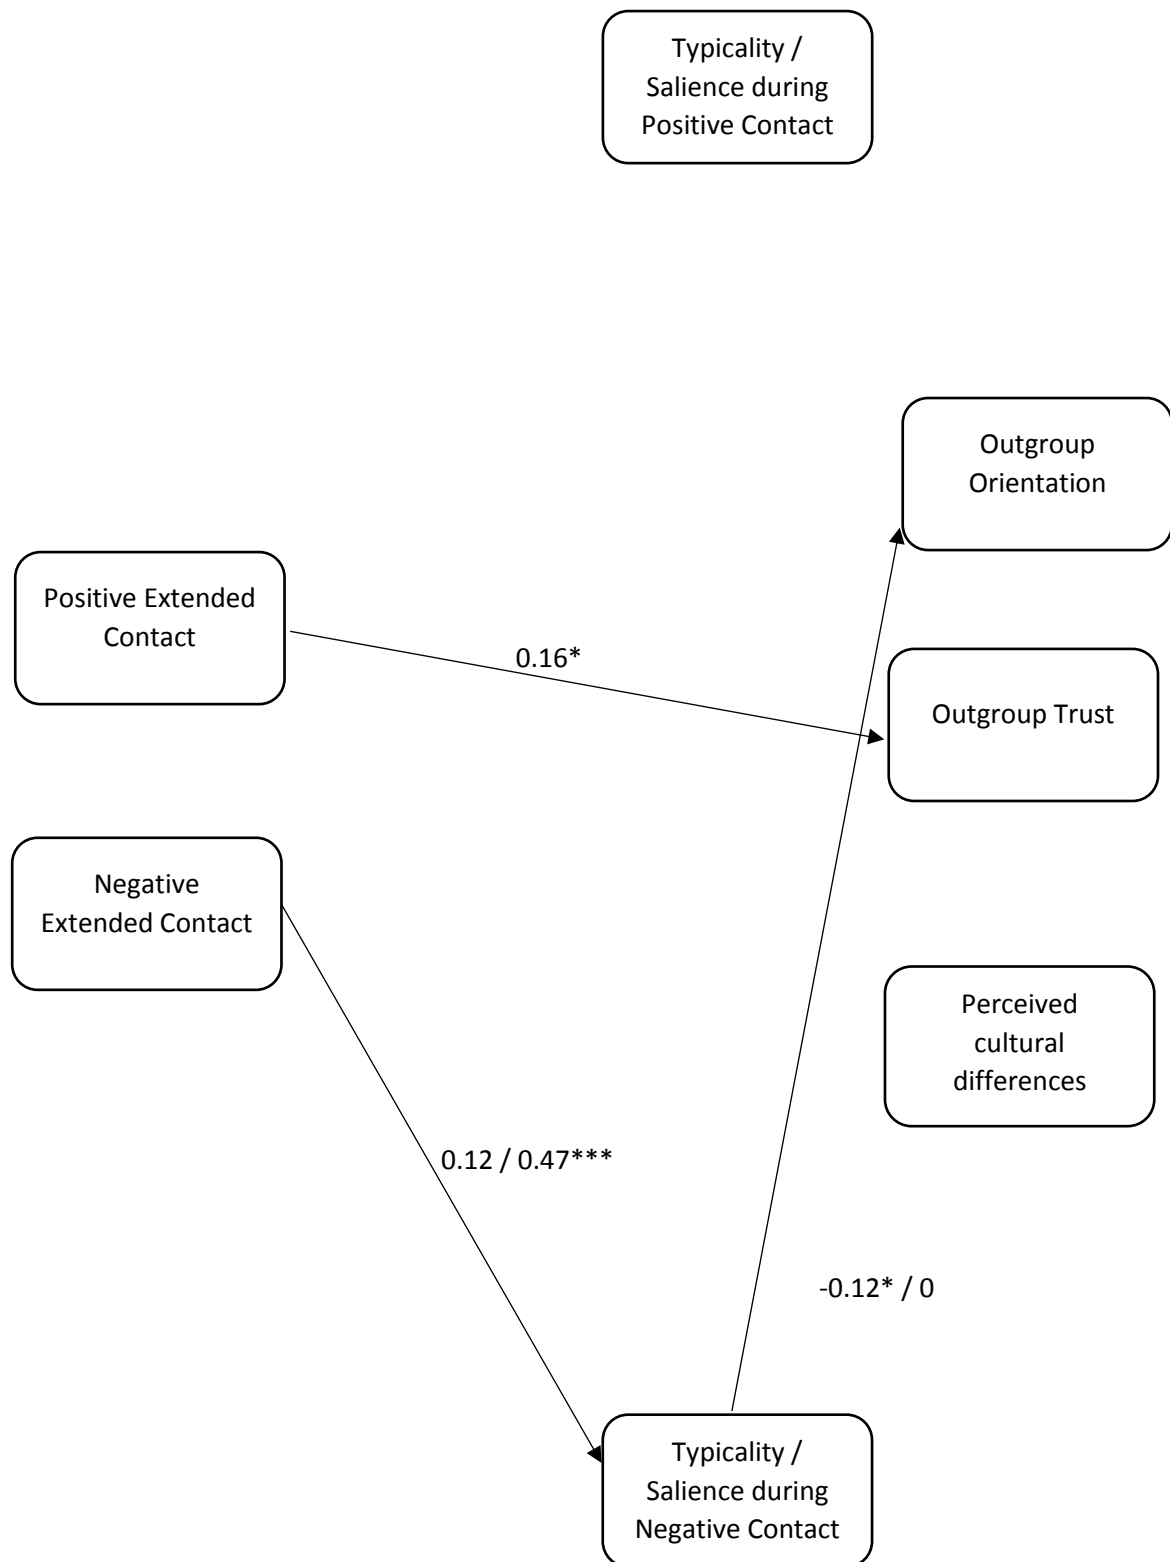 Typicality /
Salience during
Positive Contact
Outgroup
Orientation
Positive Extended
Contact
0.16*
Outgroup Trust
Negative
Extended Contact
Perceived
cultural
differences
0.12 / 0.47***
-0.12* / 0
Typicality /
Salience during
Negative Contact